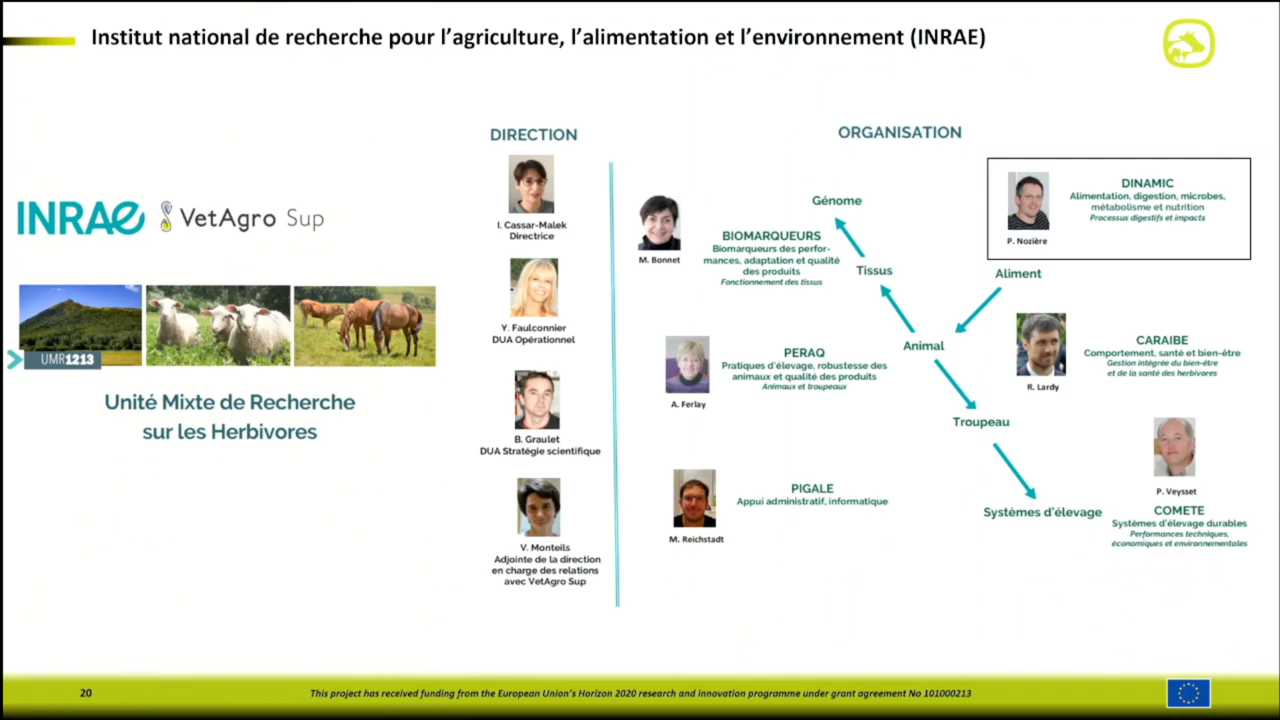 Institut national de recherche pour l’agriculture, l’alimentation et l’environnement (INRAE)
INRAE
VetAgro Sup
UMR1213
Unité Mixte de Recherche
sur les Herbivores
DIRECTION
I. Cassar-Malek
Directrice
Y. Faulconnier
DUA Opérationnel
B. Graulet
DUA Stratégie scientifique
V. Monteils
Adjointe de la direction
en charge des relations
avec VetAgro Sup
ORGANISATION
M. Bonnet
BIOMARQUEURS
Biomarqueurs des perfor-
mances, adaptation et qualité
des produits
Fonctionnement des tissus
A. Ferlay
PERAQ
Pratiques d’élevage, robustesse des
animaux et qualité des produits
Animaux et troupeaux
M. Reichstadt
PIGALE
Appui administratif, informatique
Génome
Tissus
Animal
Aliment
Troupeau
Systèmes d’élevage
P. Nozière
DINAMIC
Alimentation, digestion, microbes,
métabolisme et nutrition
Processus digestifs et impacts
R. Lardy
CARAIBE
Comportement, santé et bien-être
Gestion intégrée du bien-être
et de la santé des herbivores
P. Veysset
COMETE
Systèmes d’élevage durables
Performances techniques,
économiques et environnementales
20
This project has received funding from the European Union’s Horizon 2020 research and innovation programme under grant agreement No 101000213